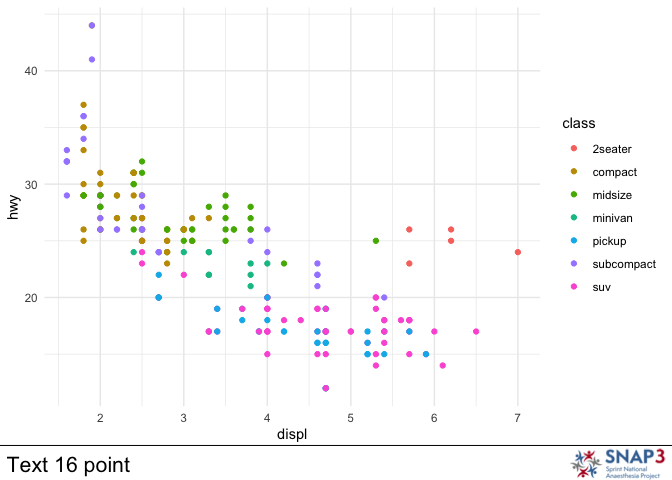 hwy
40
30
20
2
3
4
5
6
7
displ
class
2seater
compact
midsize
minivan
pickup
subcompact
suv
Text 16 point
SNAP3
Sprint National
Anaesthesia Project